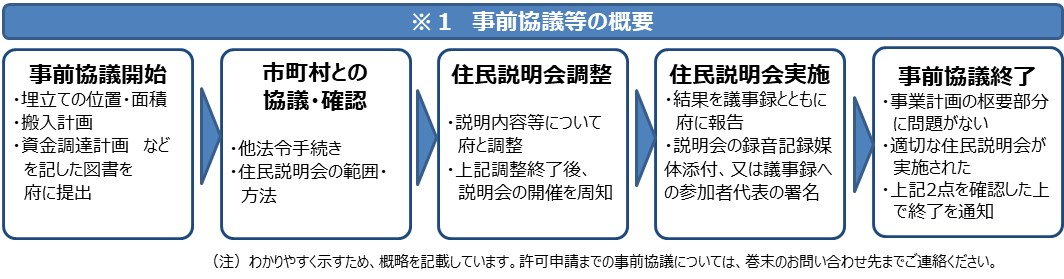 ※１　事前協議等の概要
事前協議開始
・埋立ての位置・面積
・搬入計画
・資金調達計画　など
を記した図書を
府に提出
市町村との
協議・確認
・他法令手続き
・住民説明会の範囲・
方法
住民説明会調整
・説明内容等について
府と調整
・上記調整終了後、
説明会の開催を周知
住民説明会実施
・結果を議事録とともに
府に報告
・説明会の録音記録媒
体添付、又は議事録へ
の参加者代表の署名
事前協議終了
・事業計画の枢要部分
に問題がない
・適切な住民説明会が
実施された
・上記2点を確認した上
で終了を通知
（注）わかりやすく示すため、概略を記載しています。許可申請までの事前協議については、巻末のお問い合わせ先までご連絡ください。